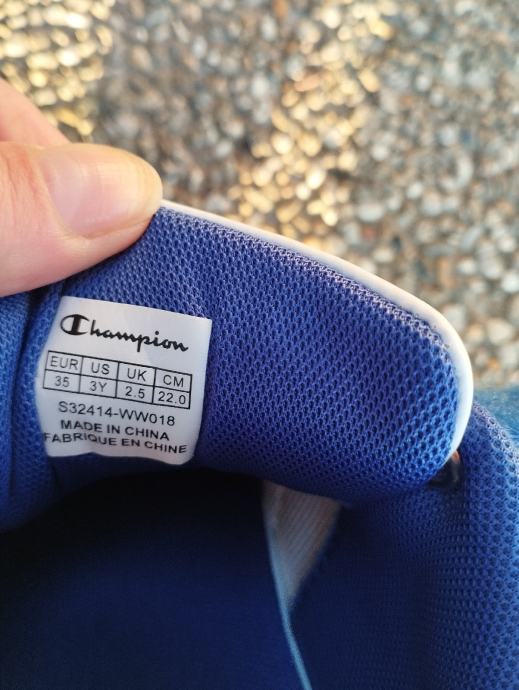 Champion
EUR US UK CM
35 3Y 2.5 22.0
S32414-WW018
MADE IN CHINA
FABRIQUE EN CHINE